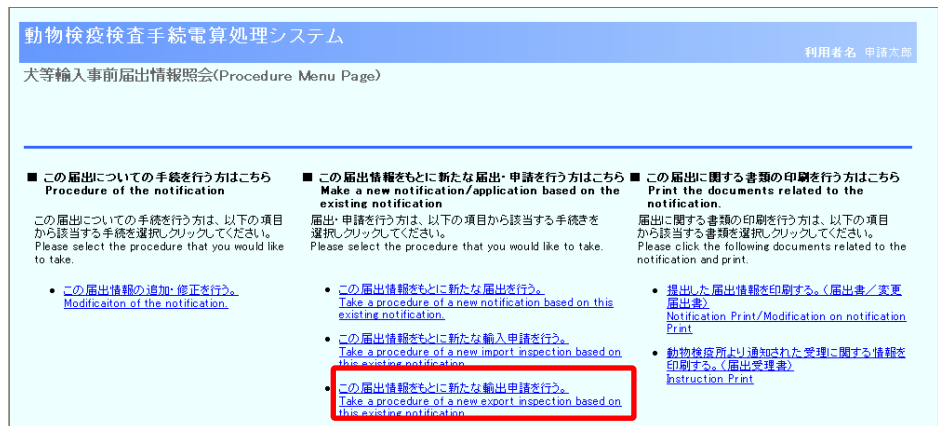 動物検疫検査手続電算処理システム
利用者名 申請太郎
犬等輸入事前届出情報照会(Procedure Menu Page)
■ この届出についての手続を行う方はこちら
Procedure of the notification
この届出についての手続を行う方は、以下の項目
から該当する手続を選択しクリックしてください。
Please select the procedure that you would like
to take.
• この届出情報の追加・修正を行う。
Modificaiton of the notification.
■ この届出情報をもとに新たな届出・申請を行う方はこちら
Make a new notification/application based on the
existing notification
届出・申請を行う方は、以下の項目から該当する手続きを
選択しクリックしてください。
Please select the procedure that you would like to take.
• この届出情報をもとに新たな届出を行う。
Take a procedure of a new notification based on this
existing notification.
• この届出情報をもとに新たな輸入申請を行う。
Take a procedure of a new import inspection based on
this existing notification
• この届出情報をもとに新たな輸出申請を行う。
Take a procedure of a new export inspection based on
this existing notification
■ この届出に関する書類の印刷を行う方はこちら
Print the documents related to the
notification.
届出に関する書類の印刷を行う方は、以下の項目
から該当する書類を選択しクリックしてください。
Please click the following documents related to the
notification and print.
• 提出した届出情報を印刷する。(届出書/変更
届出書)
Notification Print/Modification on notification
Print
• 動物検疫所より通知された受理に関する情報を
印刷する。(届出受理書)
Instruction Print